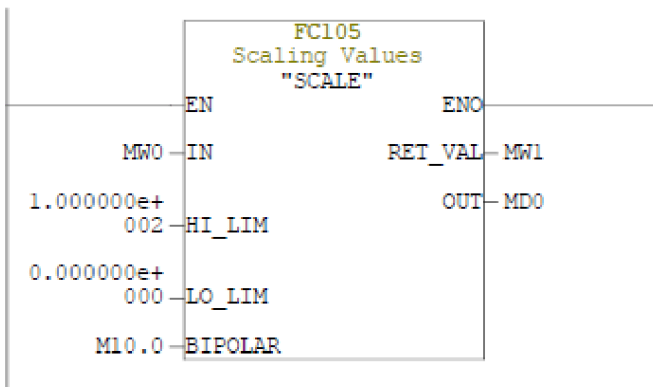 FC105
Scaling Values
"SCALE"
EN ENO
MW0 IN RET_VAL MW1
1.000000e+ OUT MD0
002 HI_LIM
0.000000e+
000 LO_LIM
M10.0 BIPOLAR